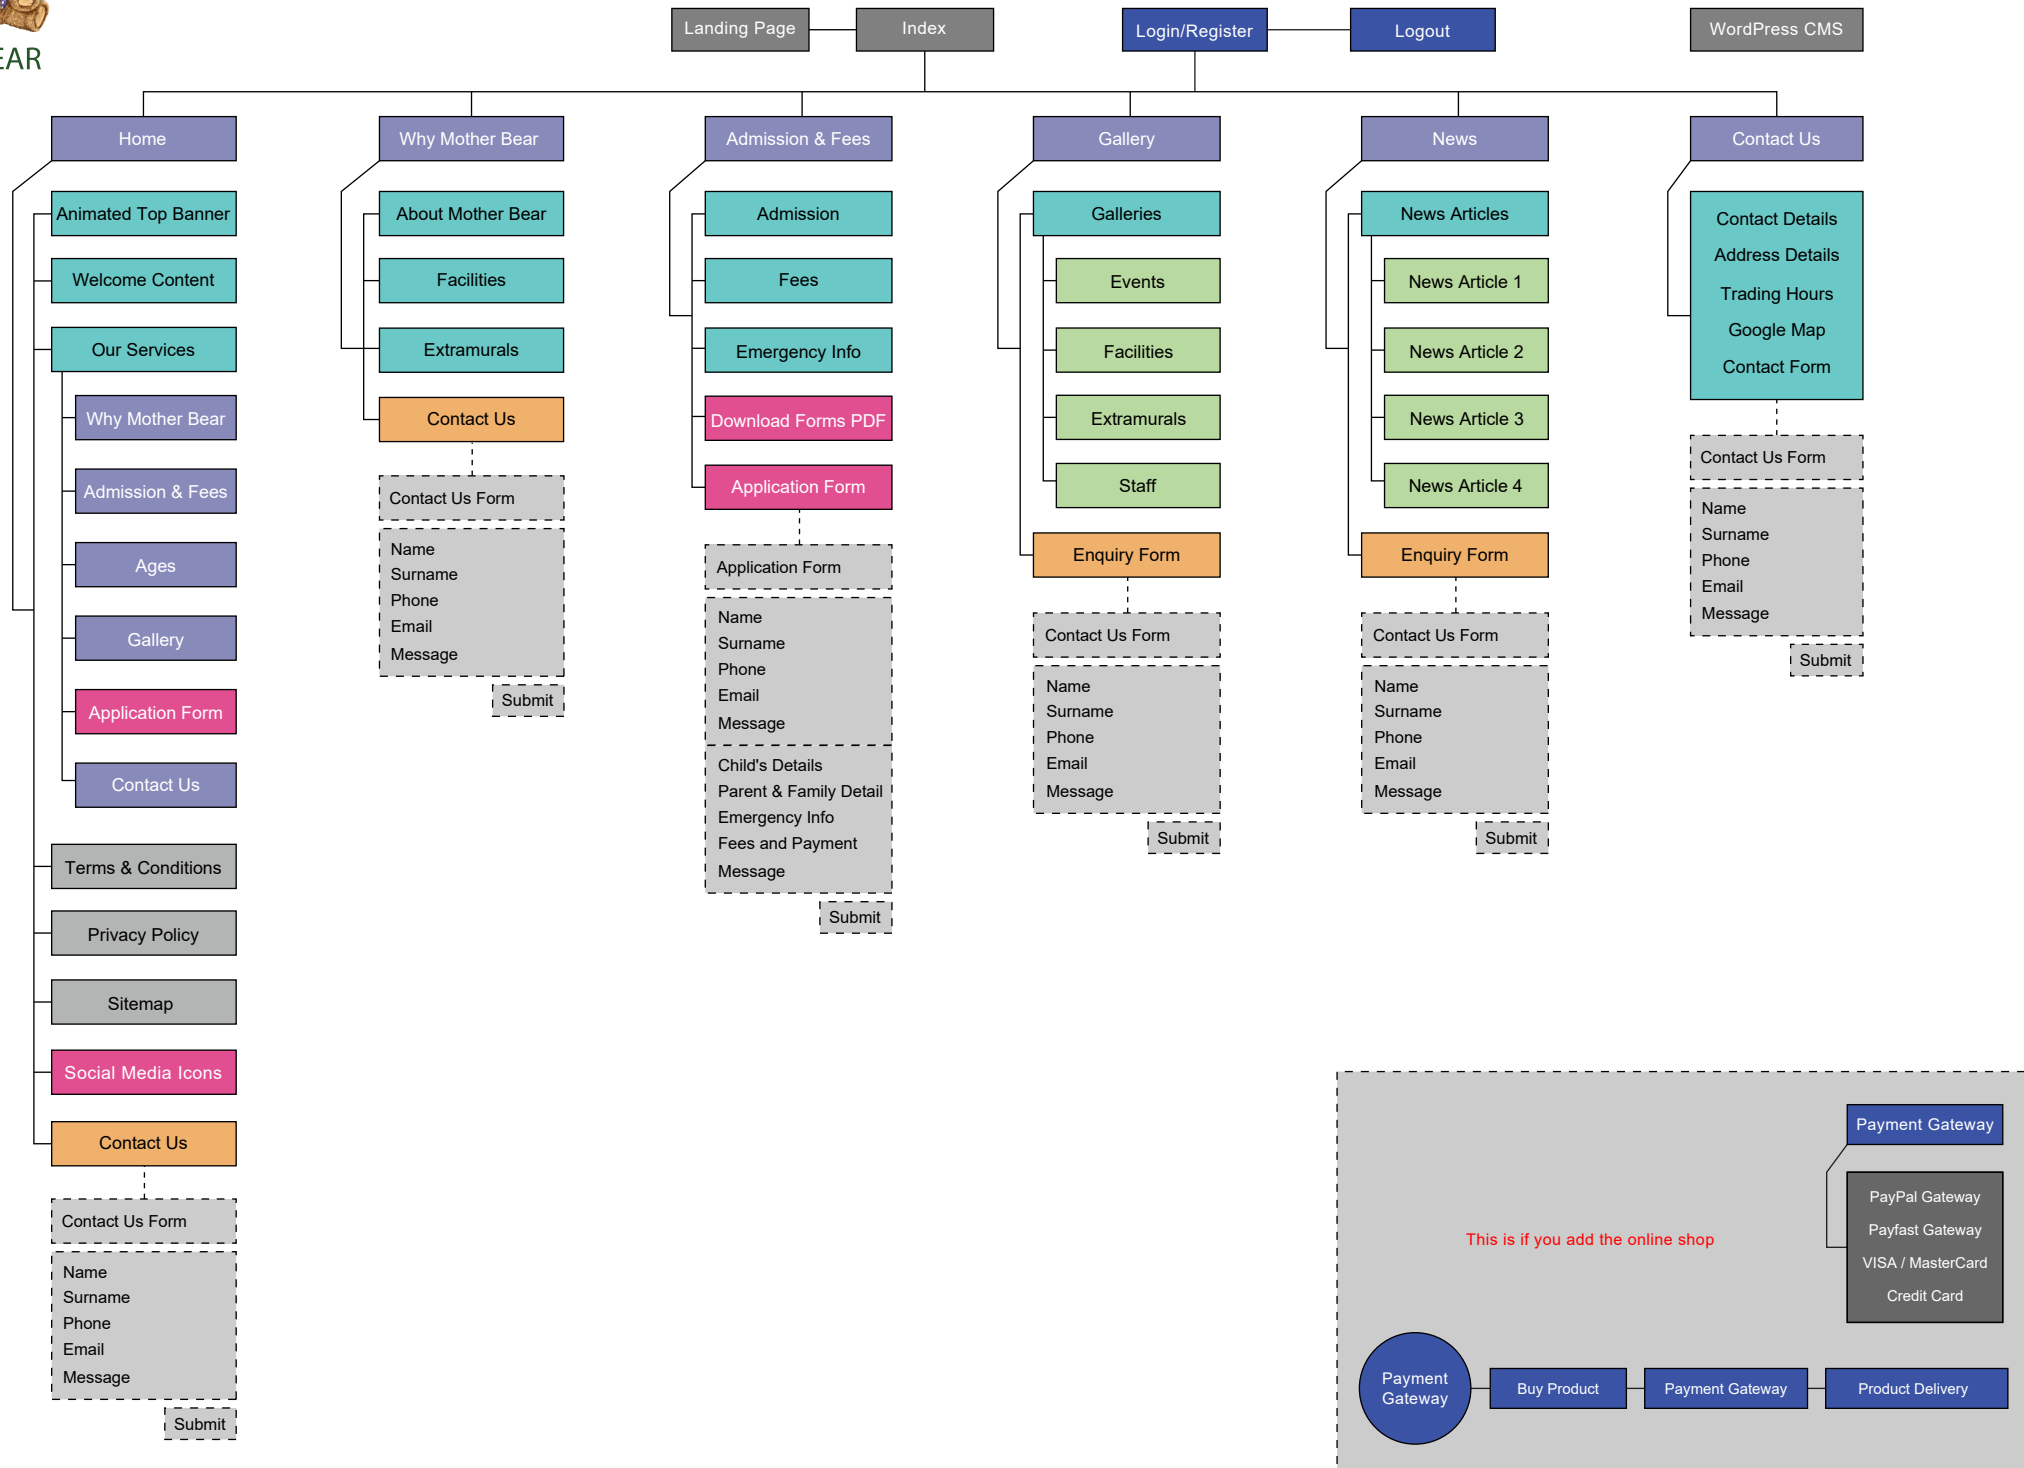 EAR
Landing Page
Index
Login/Register
Logout
WordPress CMS
Home
Animated Top Banner
Welcome Content
Our Services
Why Mother Bear
Admission & Fees
Ages
Gallery
Application Form
Contact Us
Terms & Conditions
Privacy Policy
Sitemap
Social Media Icons
Contact Us
Contact Us Form
Name
Surname
Phone
Email
Message
Submit
Why Mother Bear
About Mother Bear
Facilities
Extramurals
Contact Us
Contact Us Form
Name
Surname
Phone
Email
Message
Submit
Admission & Fees
Admission
Fees
Emergency Info
Download Forms PDF
Application Form
Application Form
Name
Surname
Phone
Email
Message
Child's Details
Parent & Family Detail
Emergency Info
Fees and Payment
Message
Submit
Gallery
Galleries
Events
Facilities
Extramurals
Staff
Enquiry Form
Contact Us Form
Name
Surname
Phone
Email
Message
Submit
News
News Articles
News Article 1
News Article 2
News Article 3
News Article 4
Enquiry Form
Contact Us Form
Name
Surname
Phone
Email
Message
Submit
Contact Us
Contact Details
Address Details
Trading Hours
Google Map
Contact Form
Contact Us Form
Name
Surname
Phone
Email
Message
Submit
This is if you add the online shop
Payment Gateway
PayPal Gateway
Payfast Gateway
VISA / MasterCard
Credit Card
Payment
Gateway
Buy Product
Payment Gateway
Product Delivery